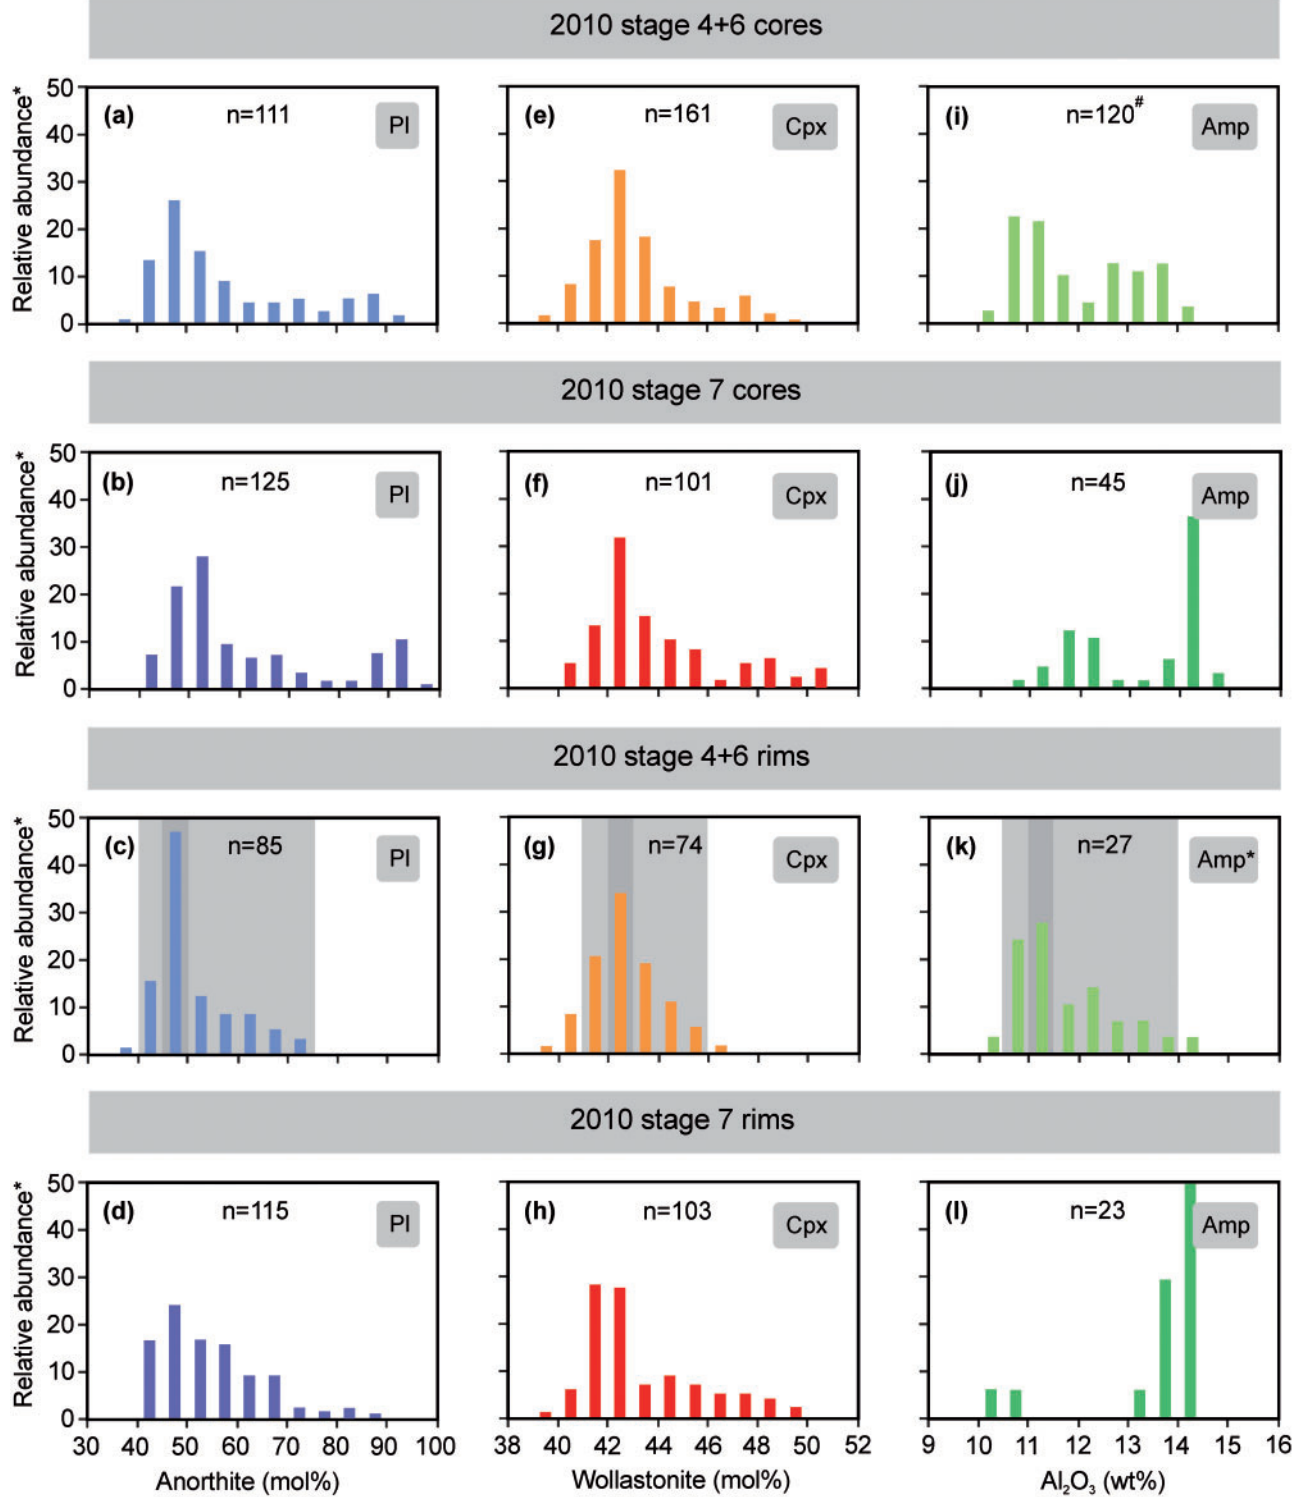 2010 stage 4+6 cores
50 40 30 20 10 0
Relative abundance*
(a) n=111 Pl
(e) n=161 Cpx
(i) n=120# Amp
2010 stage 7 cores
50 40 30 20 10 0
Relative abundance*
(b) n=125 Pl
(f) n=101 Cpx
(j) n=45 Amp
2010 stage 4+6 rims
50 40 30 20 10 0
Relative abundance*
(c) n=85 Pl
(g) n=74 Cpx
(k) n=27 Amp*
2010 stage 7 rims
50 40 30 20 10 0
Relative abundance*
(d) n=115 Pl
(h) n=103 Cpx
(l) n=23 Amp
30 40 50 60 70 80 90 100
38 40 42 44 46 48 50 52
9 10 11 12 13 14 15 16
Anorthite (mol%)
Wollastonite (mol%)
Al₂O₃ (wt%)